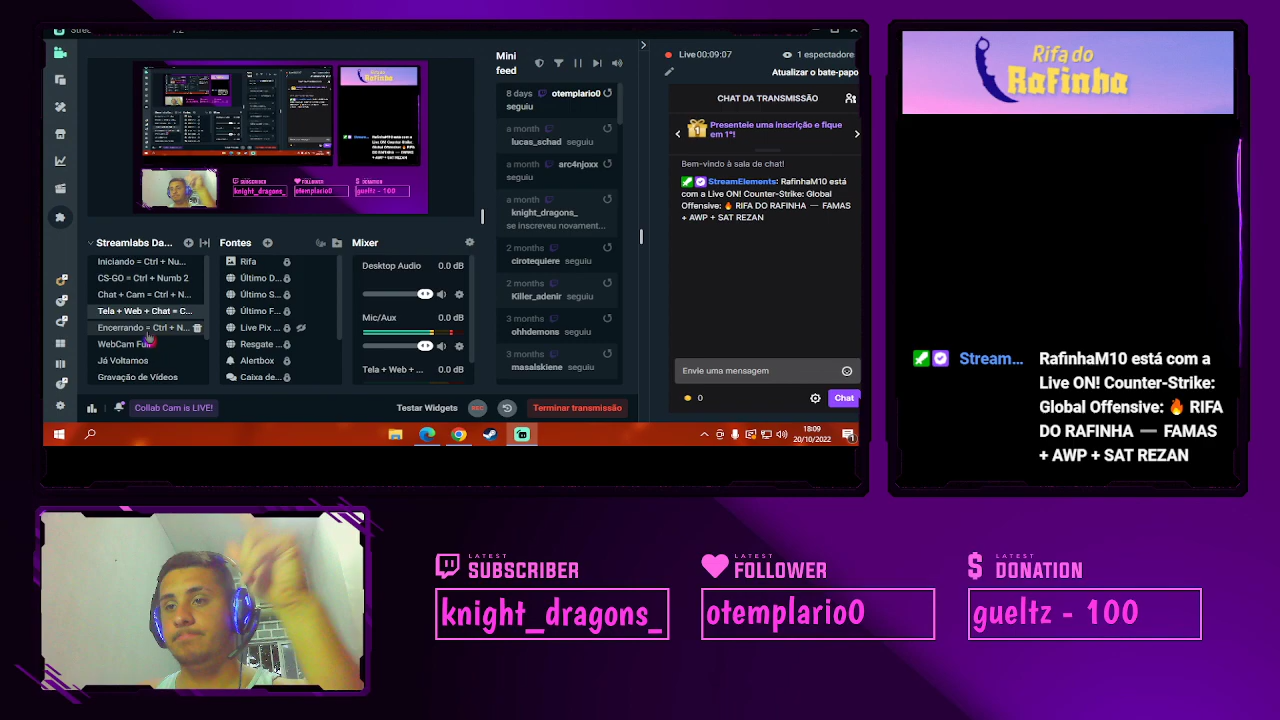 Mini
feed
Live 00:09:07
1 espectadore
Atualizar o bate-papo
8 days otemplario0
seguiu
a month
lucas_schad seguiu
a month arc4njoxx
seguiu
a month
knight_dragons_
se inscreveu novament...
2 months
cirotequiere seguiu
2 months
Killer_adenir seguiu
3 months
ohhdemons seguiu
3 months
masalskiene seguiu
CHAT DA TRANSMISSÃO
Presenteie uma inscrição e fique
em 1º!
Bem-vindo à sala de chat!
StreamElements: RafinhaM10 está
com a Live ON! Counter-Strike: Global
Offensive: 🔥 RIFA DO RAFINHA — FAMAS
+ AWP + SAT REZAN
Envie uma mensagem
0
Chat
Streamlabs Da...
Iniciando = Ctrl + Nu...
CS-GO = Ctrl + Numb 2
Chat + Cam = Ctrl + N...
Tela + Web + Chat = C...
Encerrando = Ctrl + N...
WebCam Full
Já Voltamos
Gravação de Vídeos
Fontes
Rifa
Último D...
Último S...
Último F...
Live Pix ...
Resgate ...
Alertbox
Caixa de...
Mixer
Desktop Audio 0.0 dB
Mic/Aux 0.0 dB
Tela + Web + ... 0.0 dB
Collab Cam is LIVE!
Testar Widgets
REC
Terminar transmissão
18:09
20/10/2022
Rifa do
Rafinha
Stream... RafinhaM10 está com a
Live ON! Counter-Strike:
Global Offensive: 🔥 RIFA
DO RAFINHA — FAMAS
+ AWP + SAT REZAN
LATEST
SUBSCRIBER
knight_dragons_
LATEST
FOLLOWER
otemplario0
LATEST
DONATION
gueltz - 100